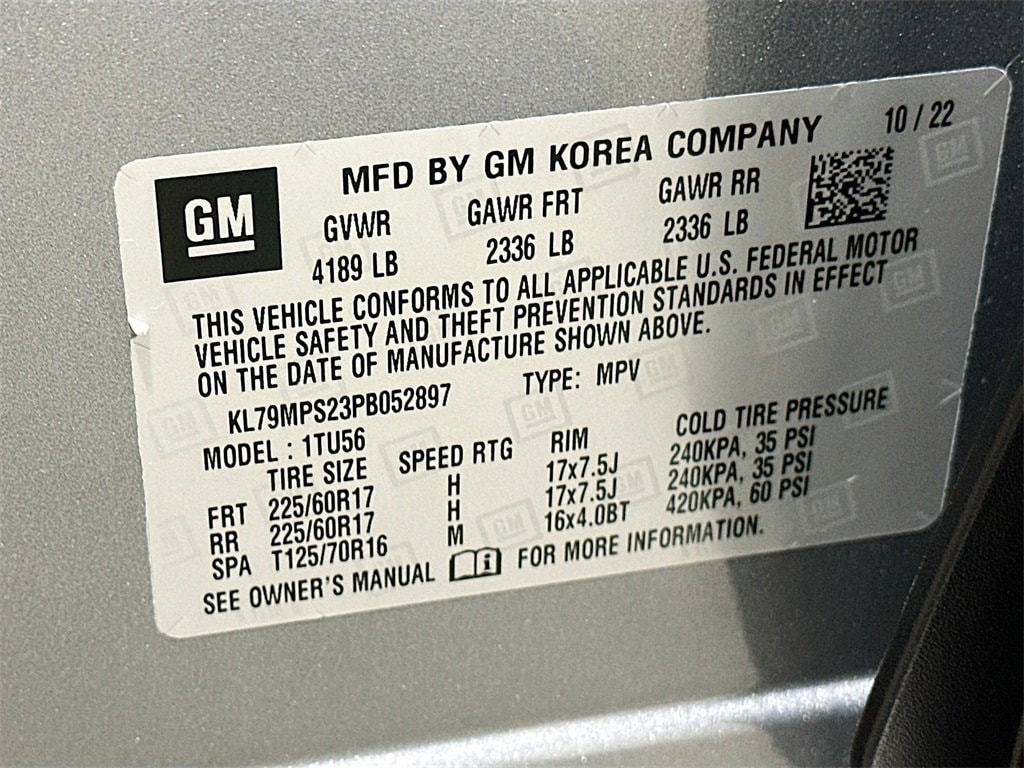 10 / 22
MFD BY GM KOREA COMPANY
GM
GVWR GAWR FRT GAWR RR
4189 LB 2336 LB 2336 LB
THIS VEHICLE CONFORMS TO ALL APPLICABLE U.S. FEDERAL MOTOR
VEHICLE SAFETY AND THEFT PREVENTION STANDARDS IN EFFECT
ON THE DATE OF MANUFACTURE SHOWN ABOVE.
KL79MPS23PB052897 TYPE: MPV
MODEL : 1TU56
TIRE SIZE SPEED RTG RIM COLD TIRE PRESSURE
FRT 225/60R17 H 17x7.5J 240KPA, 35 PSI
RR 225/60R17 H 17x7.5J 240KPA, 35 PSI
SPA T125/70R16 M 16x4.0BT 420KPA, 60 PSI
SEE OWNER'S MANUAL i FOR MORE INFORMATION.